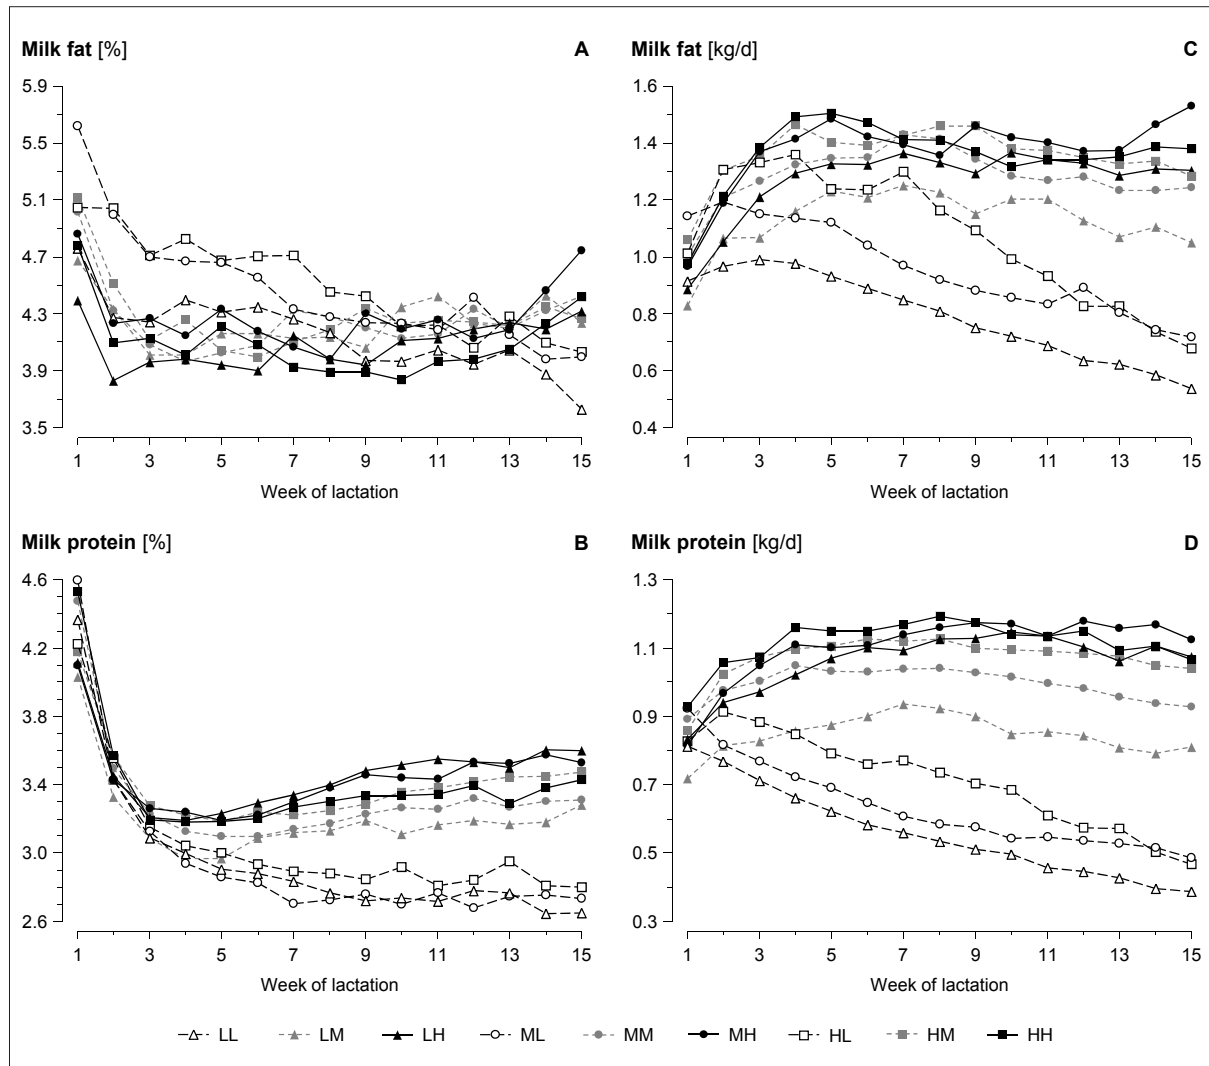 Milk fat [%] A
5.9
5.5
5.1
4.7
4.3
3.9
3.5
1 3 5 7 9 11 13 15
Week of lactation
Milk fat [kg/d] C
1.6
1.4
1.2
1.0
0.8
0.6
0.4
1 3 5 7 9 11 13 15
Week of lactation
Milk protein [%] B
4.6
4.2
3.8
3.4
3.0
2.6
1 3 5 7 9 11 13 15
Week of lactation
Milk protein [kg/d] D
1.3
1.1
0.9
0.7
0.5
0.3
1 3 5 7 9 11 13 15
Week of lactation
LL LM LH ML MM MH HL HM HH